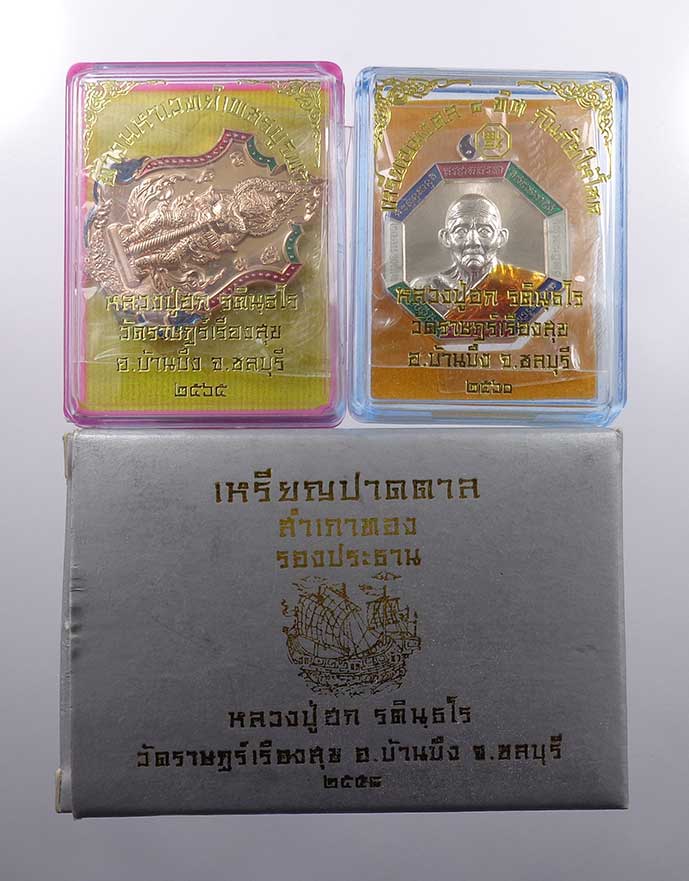 หลวงปู่ฮก รตินฺธโร
วัดราษฎร์เรืองสุข
อ.บ้านบึง จ.ชลบุรี
๒๕๖๕
๘ ทิศ
หลวงปู่ฮก รตินฺธโร
วัดราษฎร์เรืองสุข
อ.บ้านบึง จ.ชลบุรี
๒๕๖๑
เหรียญปาดตาล
สำเภาทอง
รองประธาน
หลวงปู่ฮก รตินฺธโร
วัดราษฎร์เรืองสุข อ.บ้านบึง จ.ชลบุรี
๒๕๕๘